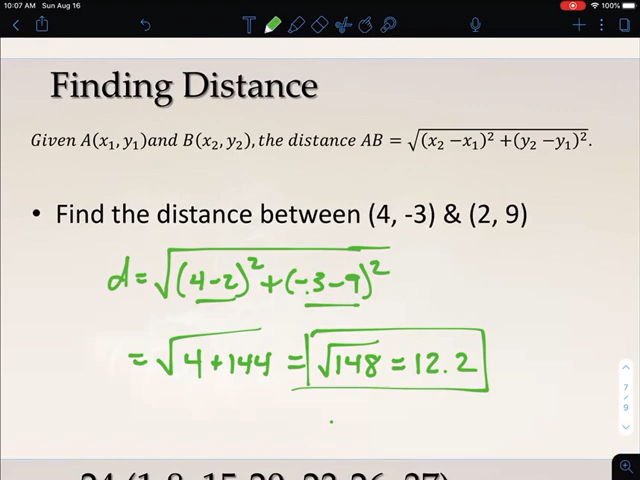 10:07 AM Sun Aug 16
100%
T
Finding Distance
Given A(x₁, y₁)and B(x₂, y₂), the distance AB = √(x₂ −x₁)² +(y₂ −y₁)².
• Find the distance between (4, -3) & (2, 9)
d = √(4-2)² + (-3-9)²
= √4+144 = √148 = 12.2
7
/
9